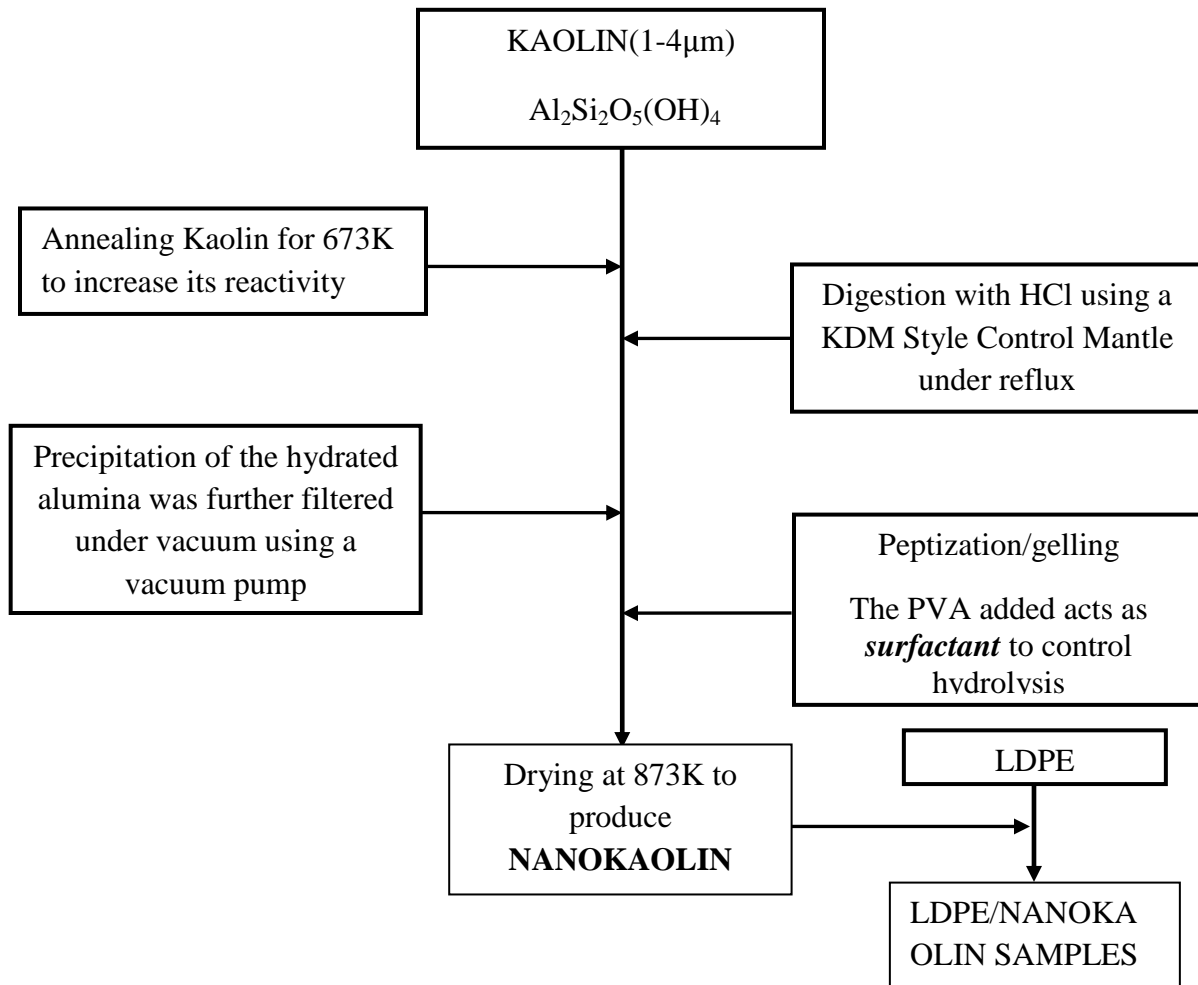 KAOLIN(1-4μm)
Al₂Si₂O₅(OH)₄
Annealing Kaolin for 673K
to increase its reactivity
Digestion with HCl using a
KDM Style Control Mantle
under reflux
Precipitation of the hydrated
alumina was further filtered
under vacuum using a
vacuum pump
Peptization/gelling
The PVA added acts as
surfactant to control
hydrolysis
Drying at 873K to
produce
NANOKAOLIN
LDPE
LDPE/NANOKA
OLIN SAMPLES